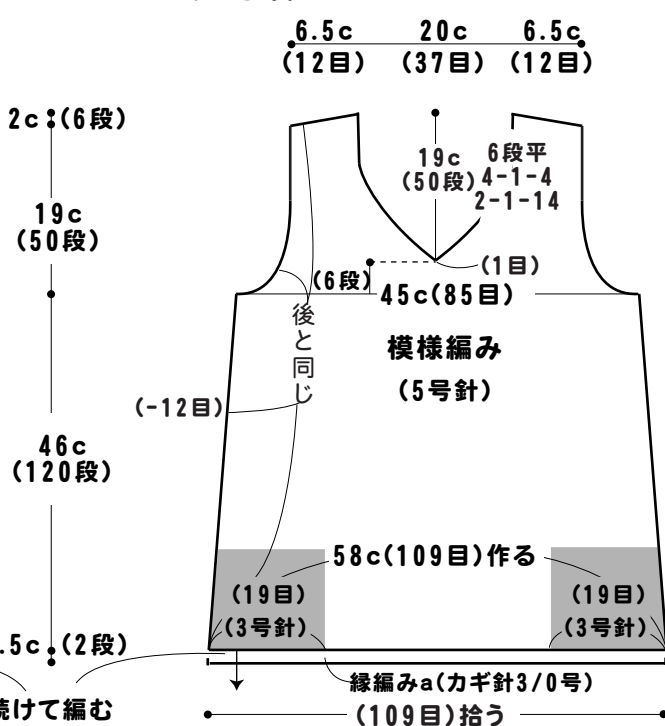 6.5c 20c 6.5c
(12目) (37目) (12目)
2c (6段)
19c
(50段)
19c
(50段)
6段平
4-1-4
2-1-14
(1目)
(6段)
45c(85目)
後と同じ
模様編み
(5号針)
(-12目)
46c
(120段)
58c(109目)作る
(19目)
(3号針)
(19目)
(3号針)
.5c (2段)
縁編みa(カギ針3/0号)
けて編む
(109目)拾う